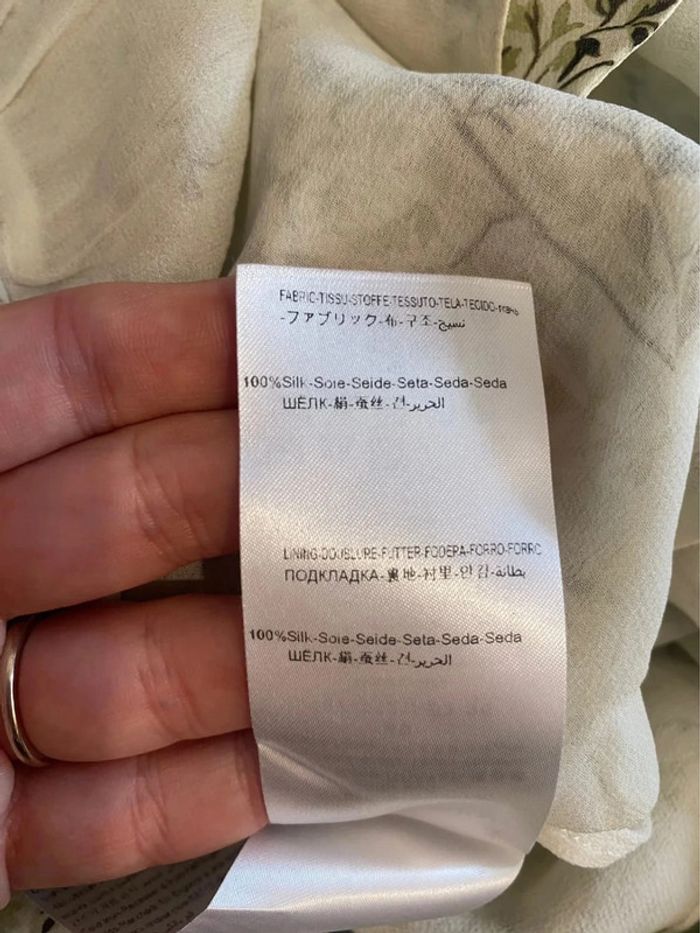 FABRIC-TISSU-STOFFE-TESSUTO-TELA-TECIDO-ткань
-ファブリック-布-구조-نسيج
100%Silk-Soie-Seide-Seta-Seda-Seda
ШЁЛК-絹-蚕丝-견-الحرير
LINING-DOUBLURE-FUTTER-FODERA-FORRO-FORRO
ПОДКЛАДКА-裏地-衬里-안감-بطانة
100%Silk-Soie-Seide-Seta-Seda-Seda
ШЁЛК-絹-蚕丝-견-الحرير